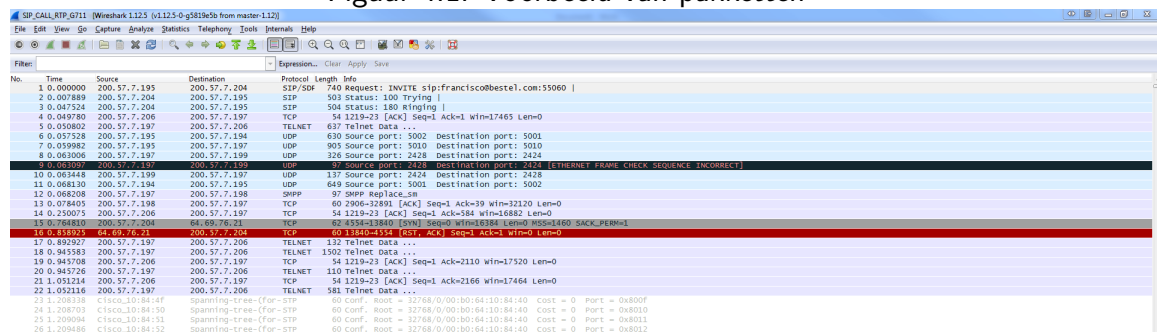 Figuur 4.1: Voorbeeld van pakketten
SIP_CALL_RTP_G711 [Wireshark 1.12.5 (v1.12.5-0-g5819e5b from master-1.12)]
File Edit View Go Capture Analyze Statistics Telephony Tools Internals Help
Filter: Expression... Clear Apply Save
No. Time Source Destination Protocol Length Info
1 0.000000 200.57.7.195 200.57.7.204 SIP/SDF 740 Request: INVITE sip:francisco@bestel.com:55060 |
2 0.007889 200.57.7.204 200.57.7.195 SIP 503 Status: 100 Trying |
3 0.047524 200.57.7.204 200.57.7.195 SIP 504 Status: 180 Ringing |
4 0.049780 200.57.7.206 200.57.7.197 TCP 54 1219→23 [ACK] Seq=1 Ack=1 Win=17465 Len=0
5 0.050802 200.57.7.197 200.57.7.206 TELNET 637 Telnet Data ...
6 0.057528 200.57.7.195 200.57.7.194 UDP 630 Source port: 5002 Destination port: 5001
7 0.059982 200.57.7.197 200.57.7.195 UDP 905 Source port: 5010 Destination port: 5010
8 0.063006 200.57.7.197 200.57.7.199 UDP 326 Source port: 2428 Destination port: 2424
9 0.063097 200.57.7.197 200.57.7.199 UDP 97 Source port: 2428 Destination port: 2424 [ETHERNET FRAME CHECK SEQUENCE INCORRECT]
10 0.063448 200.57.7.199 200.57.7.197 UDP 137 Source port: 2424 Destination port: 2428
11 0.068130 200.57.7.194 200.57.7.195 UDP 649 Source port: 5001 Destination port: 5002
12 0.068208 200.57.7.197 200.57.7.198 SMPP 97 SMPP Replace_sm
13 0.078405 200.57.7.198 200.57.7.197 TCP 60 2906→32891 [ACK] Seq=1 Ack=39 Win=32120 Len=0
14 0.250075 200.57.7.206 200.57.7.197 TCP 54 1219→23 [ACK] Seq=1 Ack=584 Win=16882 Len=0
15 0.764810 200.57.7.204 64.69.76.21 TCP 62 4554→13840 [SYN] Seq=0 Win=16384 Len=0 MSS=1460 SACK_PERM=1
16 0.858925 64.69.76.21 200.57.7.204 TCP 60 13840→4554 [RST, ACK] Seq=1 Ack=1 Win=0 Len=0
17 0.892927 200.57.7.197 200.57.7.206 TELNET 132 Telnet Data ...
18 0.945583 200.57.7.197 200.57.7.206 TELNET 1502 Telnet Data ...
19 0.945708 200.57.7.206 200.57.7.197 TCP 54 1219→23 [ACK] Seq=1 Ack=2110 Win=17520 Len=0
20 0.945726 200.57.7.197 200.57.7.206 TELNET 110 Telnet Data ...
21 1.051214 200.57.7.206 200.57.7.197 TCP 54 1219→23 [ACK] Seq=1 Ack=2166 Win=17464 Len=0
22 1.052116 200.57.7.197 200.57.7.206 TELNET 581 Telnet Data ...
23 1.208338 Cisco_10:84:4f Spanning-tree-(for-STP 60 Conf. Root = 32768/0/00:b0:64:10:84:40 Cost = 0 Port = 0x800f
24 1.208703 Cisco_10:84:50 Spanning-tree-(for-STP 60 Conf. Root = 32768/0/00:b0:64:10:84:40 Cost = 0 Port = 0x8010
25 1.209094 Cisco_10:84:51 Spanning-tree-(for-STP 60 Conf. Root = 32768/0/00:b0:64:10:84:40 Cost = 0 Port = 0x8011
26 1.209486 Cisco_10:84:52 Spanning-tree-(for-STP 60 Conf. Root = 32768/0/00:b0:64:10:84:40 Cost = 0 Port = 0x8012